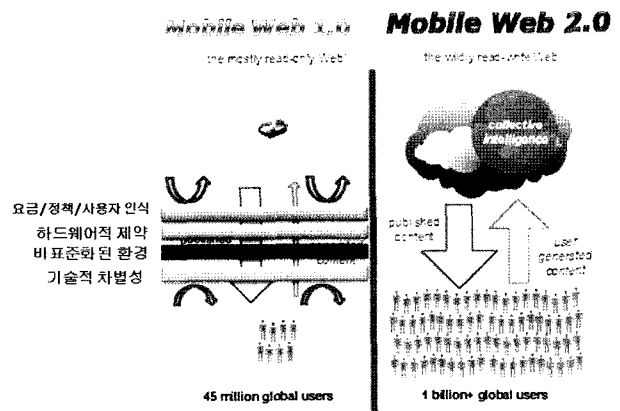 Mobile Web 1.0
the mostly read-only Web
요금/정책/사용자 인식
하드웨어적 제약
비표준화된 환경
기술적 차별성
published
content
45 million global users
Mobile Web 2.0
the wildly read-write Web
collective
intelligence
published
content
user
generated
content
1 billion+ global users